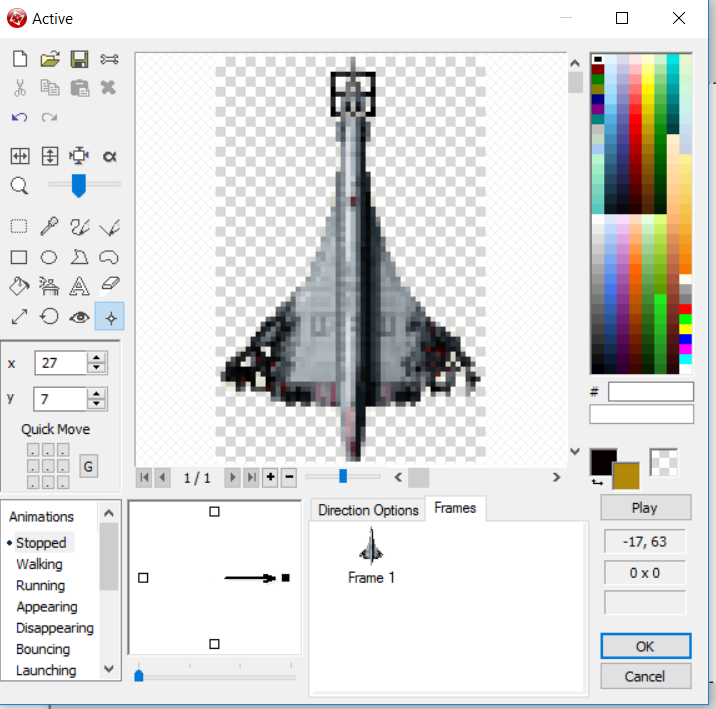 Active
x 27
y 7
Quick Move
G
1 / 1
#
Animations
Stopped
Walking
Running
Appearing
Disappearing
Bouncing
Launching
Direction Options
Frames
Frame 1
Play
-17, 63
0 x 0
OK
Cancel